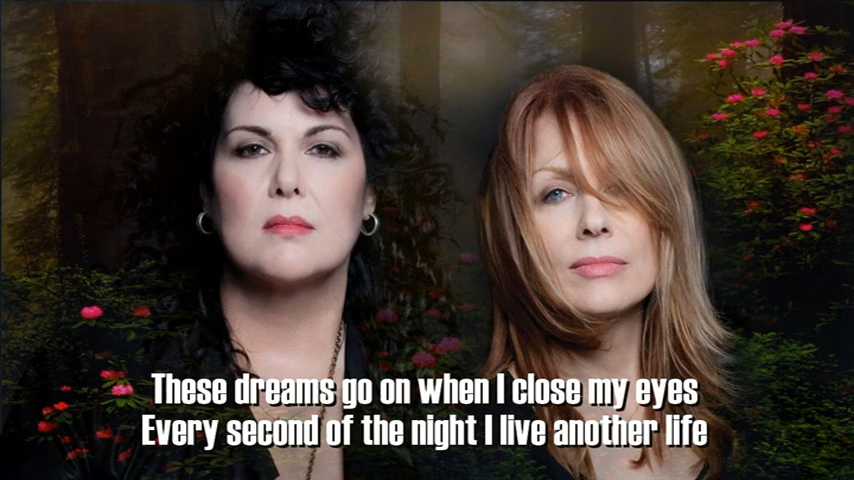 These dreams go on when I close my eyes
Every second of the night I live another life